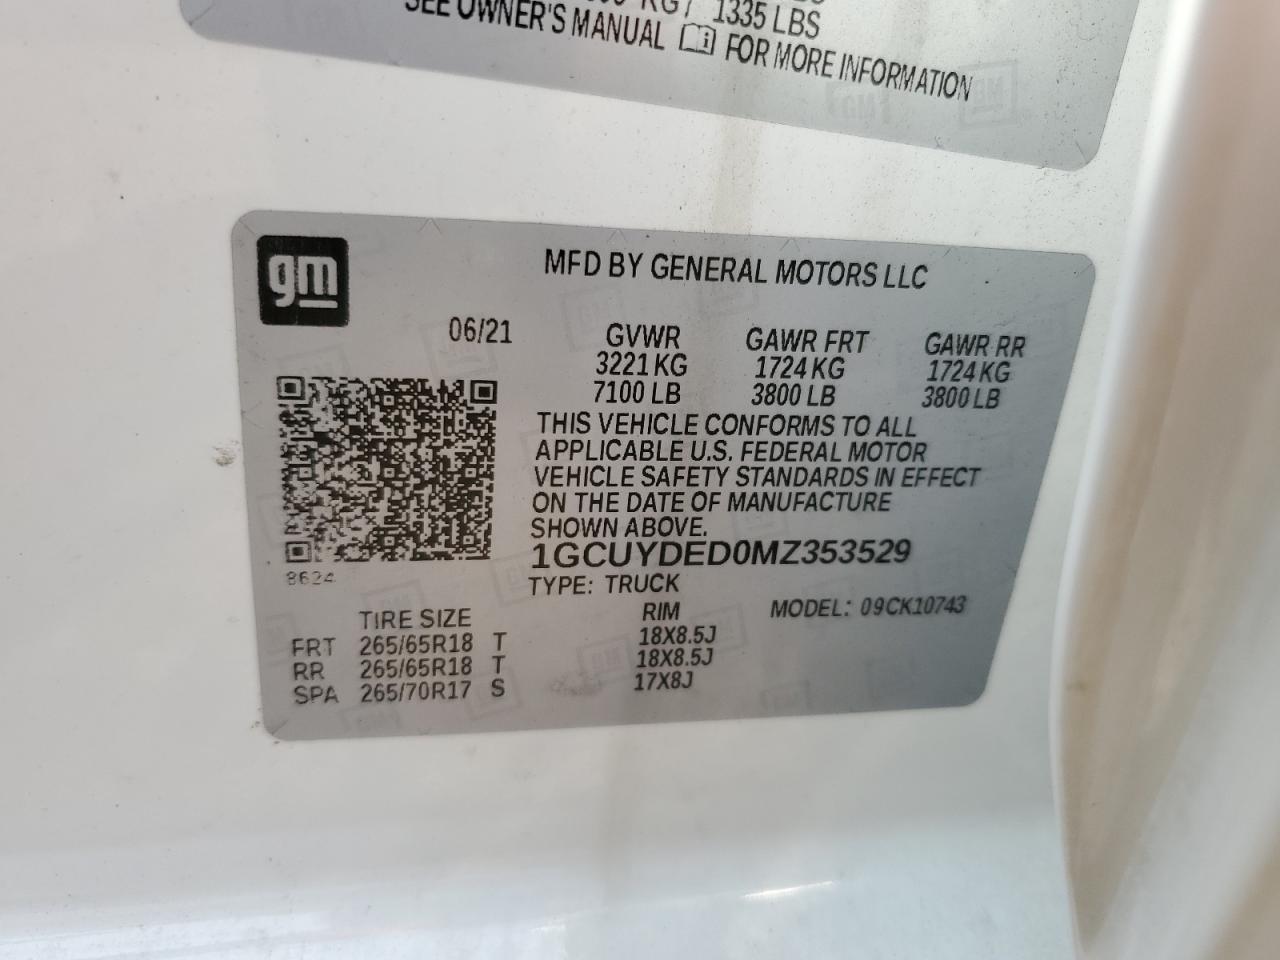 KG / 1335 LBS
SEE OWNER'S MANUAL FOR MORE INFORMATION
gm
MFD BY GENERAL MOTORS LLC
06/21 GVWR GAWR FRT GAWR RR
3221 KG 1724 KG 1724 KG
7100 LB 3800 LB 3800 LB
THIS VEHICLE CONFORMS TO ALL
APPLICABLE U.S. FEDERAL MOTOR
VEHICLE SAFETY STANDARDS IN EFFECT
ON THE DATE OF MANUFACTURE
SHOWN ABOVE.
1GCUYDED0MZ353529
8624
TYPE: TRUCK
TIRE SIZE RIM MODEL: 09CK10743
FRT 265/65R18 T 18X8.5J
RR 265/65R18 T 18X8.5J
SPA 265/70R17 S 17X8J